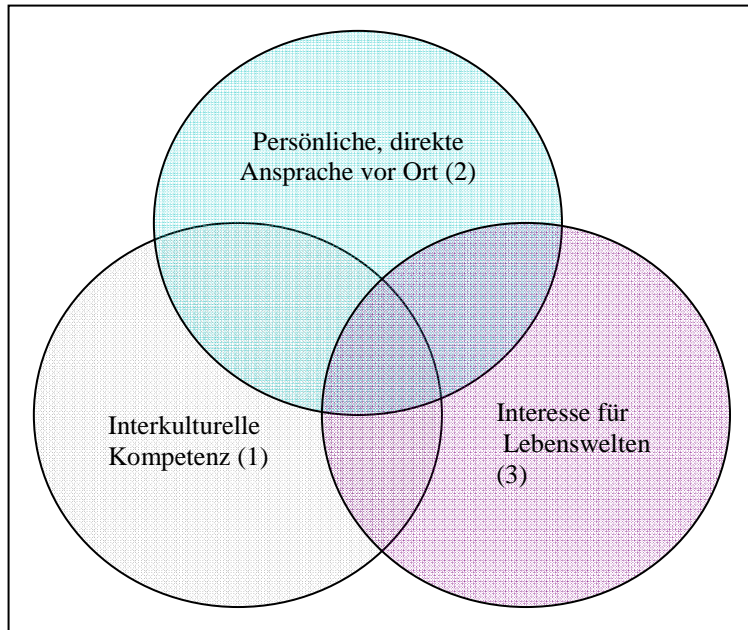 Persönliche, direkte
Ansprache vor Ort (2)
Interkulturelle
Kompetenz (1)
Interesse für
Lebenswelten
(3)